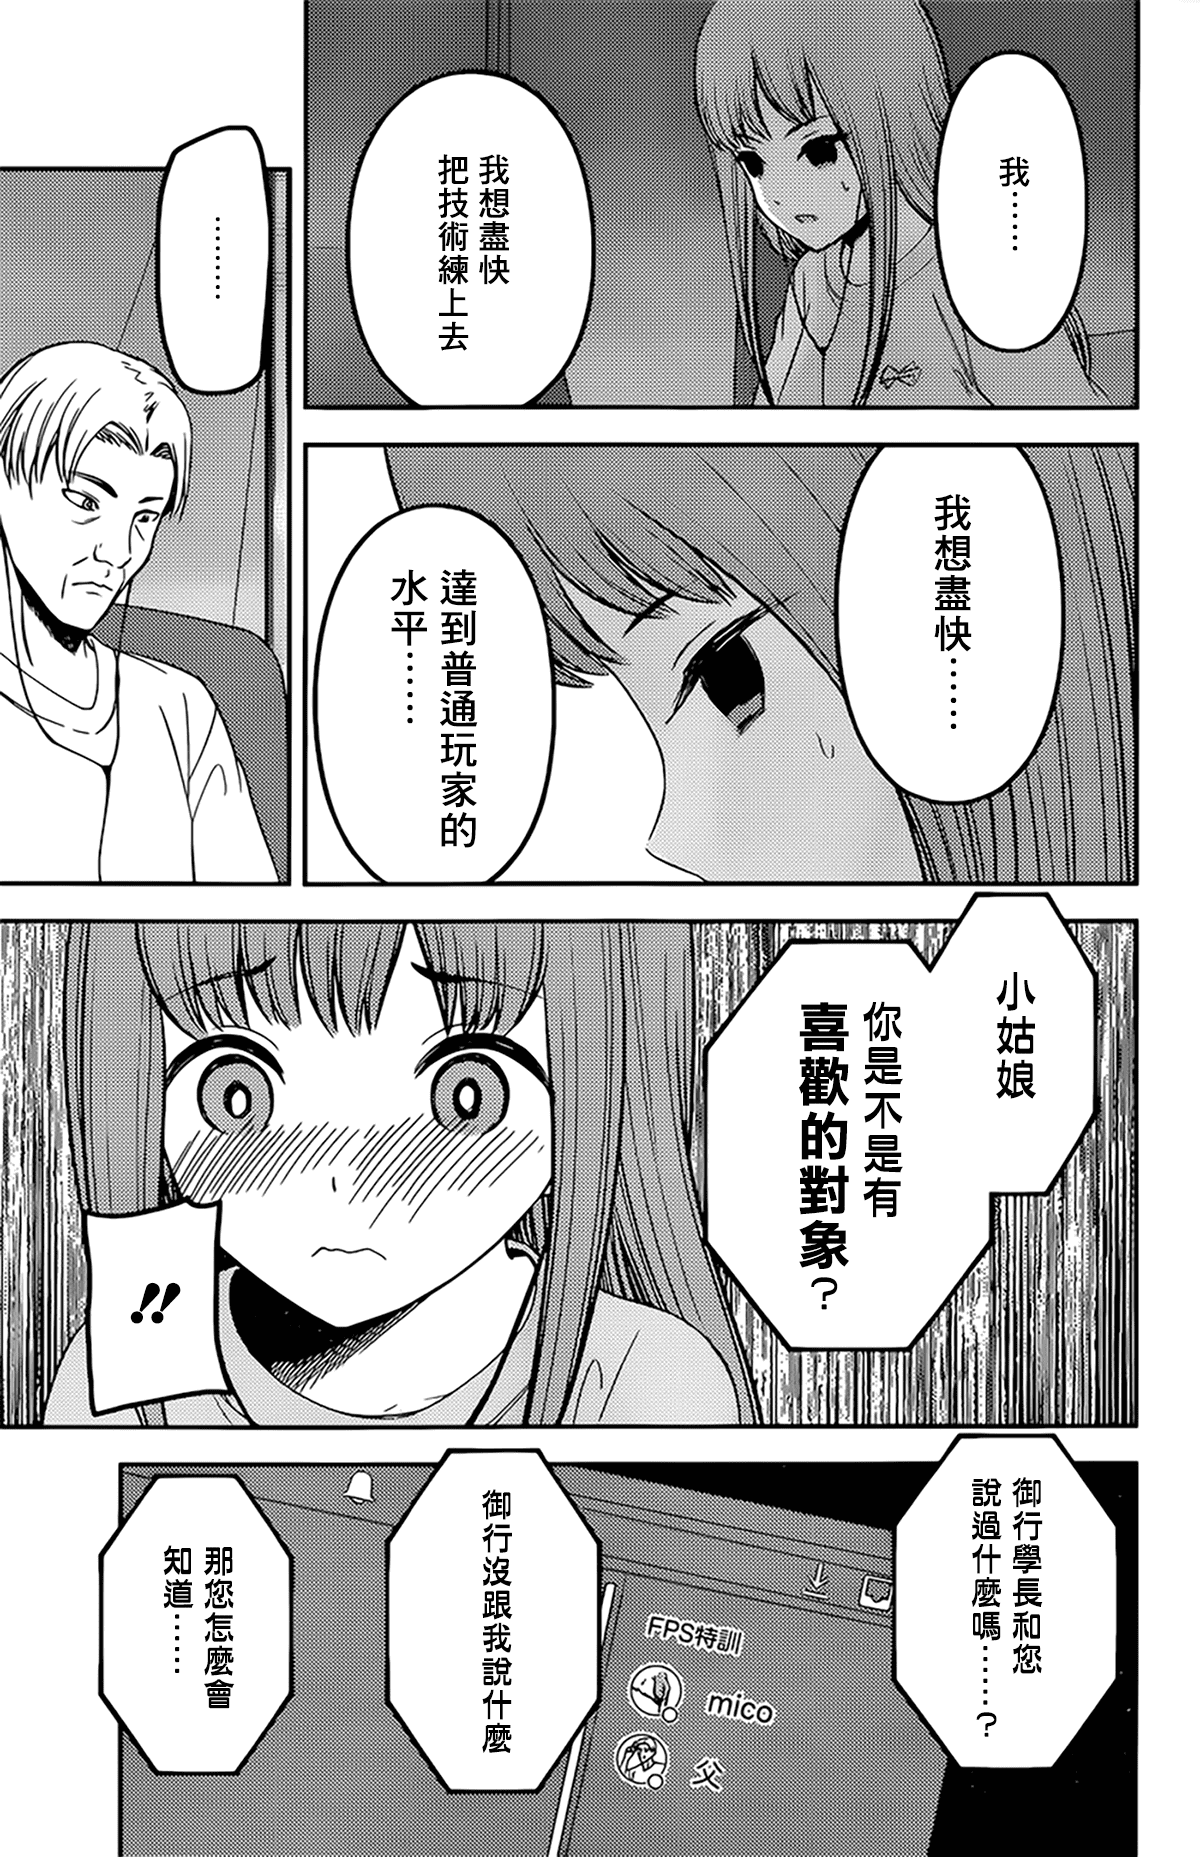 我……
我想盡快
把技術練上去
………
我想盡快……
達到普通玩家的
水平……
小姑娘
你是不是有
喜歡的對象？
!!
御行學長和您
說過什麼嗎……？
御行沒跟我說什麼
那您怎麼會
知道……
FPS特訓
mico
父